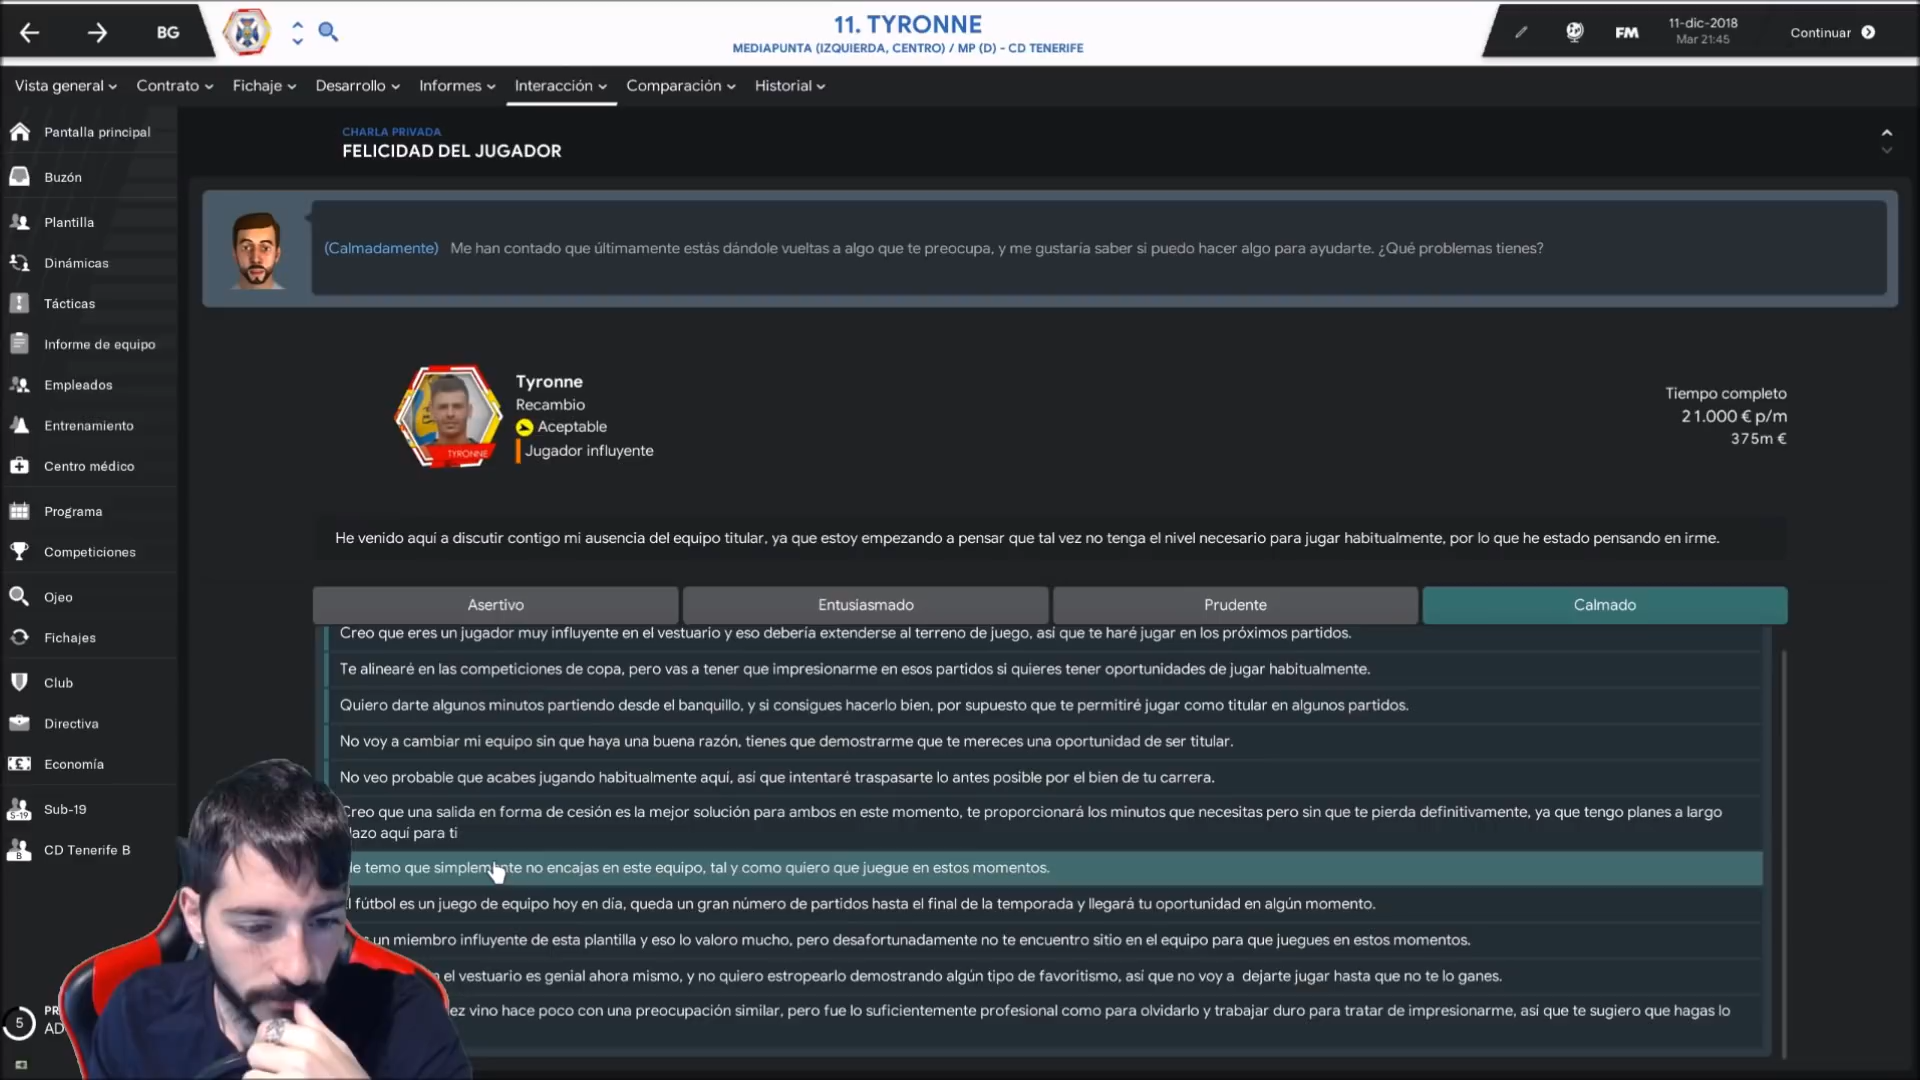 BG
11. TYRONNE
MEDIAPUNTA (IZQUIERDA, CENTRO) / MP (D) - CD TENERIFE
FM
11-dic-2018
Mar 21:45
Continuar
Vista general
Contrato
Fichaje
Desarrollo
Informes
Interacción
Comparación
Historial
Pantalla principal
Buzón
Plantilla
Dinámicas
Tácticas
Informe de equipo
Empleados
Entrenamiento
Centro médico
Programa
Competiciones
Ojeo
Fichajes
Club
Directiva
Economía
S-19
Sub-19
B
CD Tenerife B
5
CHARLA PRIVADA
FELICIDAD DEL JUGADOR
(Calmadamente) Me han contado que últimamente estás dándole vueltas a algo que te preocupa, y me gustaría saber si puedo hacer algo para ayudarte. ¿Qué problemas tienes?
TYRONNE
Tyronne
Recambio
Aceptable
Jugador influyente
Tiempo completo
21.000 € p/m
375m €
He venido aquí a discutir contigo mi ausencia del equipo titular, ya que estoy empezando a pensar que tal vez no tenga el nivel necesario para jugar habitualmente, por lo que he estado pensando en irme.
Asertivo
Entusiasmado
Prudente
Calmado
Creo que eres un jugador muy influyente en el vestuario y eso debería extenderse al terreno de juego, así que te haré jugar en los próximos partidos.
Te alinearé en las competiciones de copa, pero vas a tener que impresionarme en esos partidos si quieres tener oportunidades de jugar habitualmente.
Quiero darte algunos minutos partiendo desde el banquillo, y si consigues hacerlo bien, por supuesto que te permitiré jugar como titular en algunos partidos.
No voy a cambiar mi equipo sin que haya una buena razón, tienes que demostrarme que te mereces una oportunidad de ser titular.
No veo probable que acabes jugando habitualmente aquí, así que intentaré traspasarte lo antes posible por el bien de tu carrera.
Creo que una salida en forma de cesión es la mejor solución para ambos en este momento, te proporcionará los minutos que necesitas pero sin que te pierda definitivamente, ya que tengo planes a largo
lazo aquí para ti
temo que simplemente no encajas en este equipo, tal y como quiero que juegue en estos momentos.
fútbol es un juego de equipo hoy en día, queda un gran número de partidos hasta el final de la temporada y llegará tu oportunidad en algún momento.
un miembro influyente de esta plantilla y eso lo valoro mucho, pero desafortunadamente no te encuentro sitio en el equipo para que juegues en estos momentos.
el vestuario es genial ahora mismo, y no quiero estropearlo demostrando algún tipo de favoritismo, así que no voy a dejarte jugar hasta que no te lo ganes.
ez vino hace poco con una preocupación similar, pero fue lo suficientemente profesional como para olvidarlo y trabajar duro para tratar de impresionarme, así que te sugiero que hagas lo